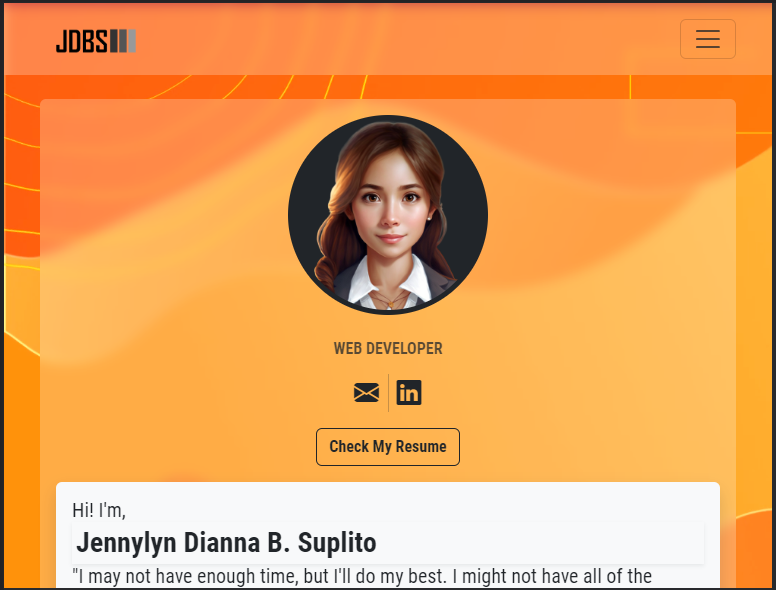 JDBS
WEB DEVELOPER
in
Check My Resume
Hi! I'm,
Jennylyn Dianna B. Suplito
"I may not have enough time, but I'll do my best. I might not have all of the